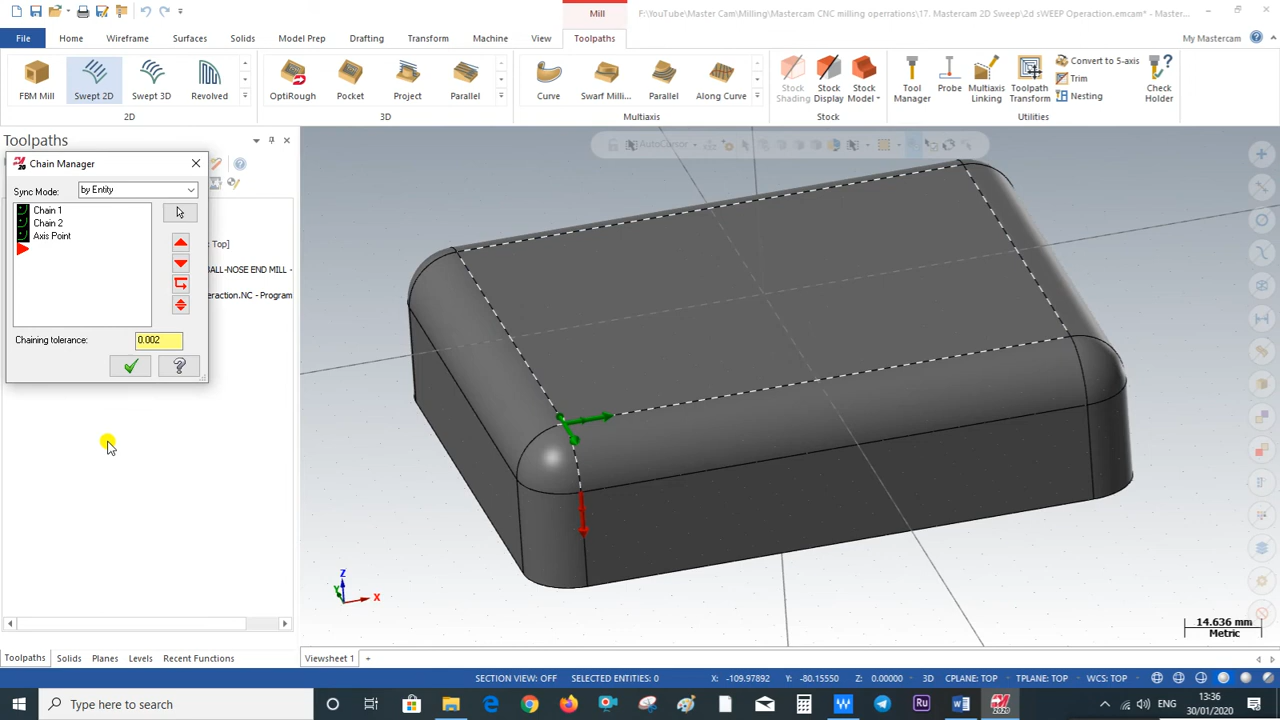 Mill
F:\YouTube\Master Cam\Milling\Mastercam CNC milling operrations\17. Mastercam 2D Sweep\2d sWEEP Operaction.emcam* - Masterc...
File Home Wireframe Surfaces Solids Model Prep Drafting Transform Machine View Toolpaths My Mastercam
FBM Mill Swept 2D Swept 3D Revolved OptiRough Pocket Project Parallel Curve Swarf Milli... Parallel Along Curve
Stock Shading Stock Display Stock Model Tool Manager Probe Multiaxis Linking Toolpath Transform Convert to 5-axis Trim Nesting Check Holder
2D 3D Multiaxis Stock Utilities
Toolpaths
AutoCursor
Chain Manager
20
Sync Mode: by Entity
Chain 1
Chain 2
Axis Point
Top]
BALL-NOSE END MILL -
eraction.NC - Program
Chaining tolerance: 0.002
?
Z
Y
X
14.636 mm
Metric
Toolpaths Solids Planes Levels Recent Functions Viewsheet 1 +
SECTION VIEW: OFF SELECTED ENTITIES: 0 X: -109.97892 Y: -80.15550 Z: 0.00000 3D CPLANE: TOP TPLANE: TOP WCS: TOP
Type here to search
Ru
W
2020
ENG
13:36
30/01/2020